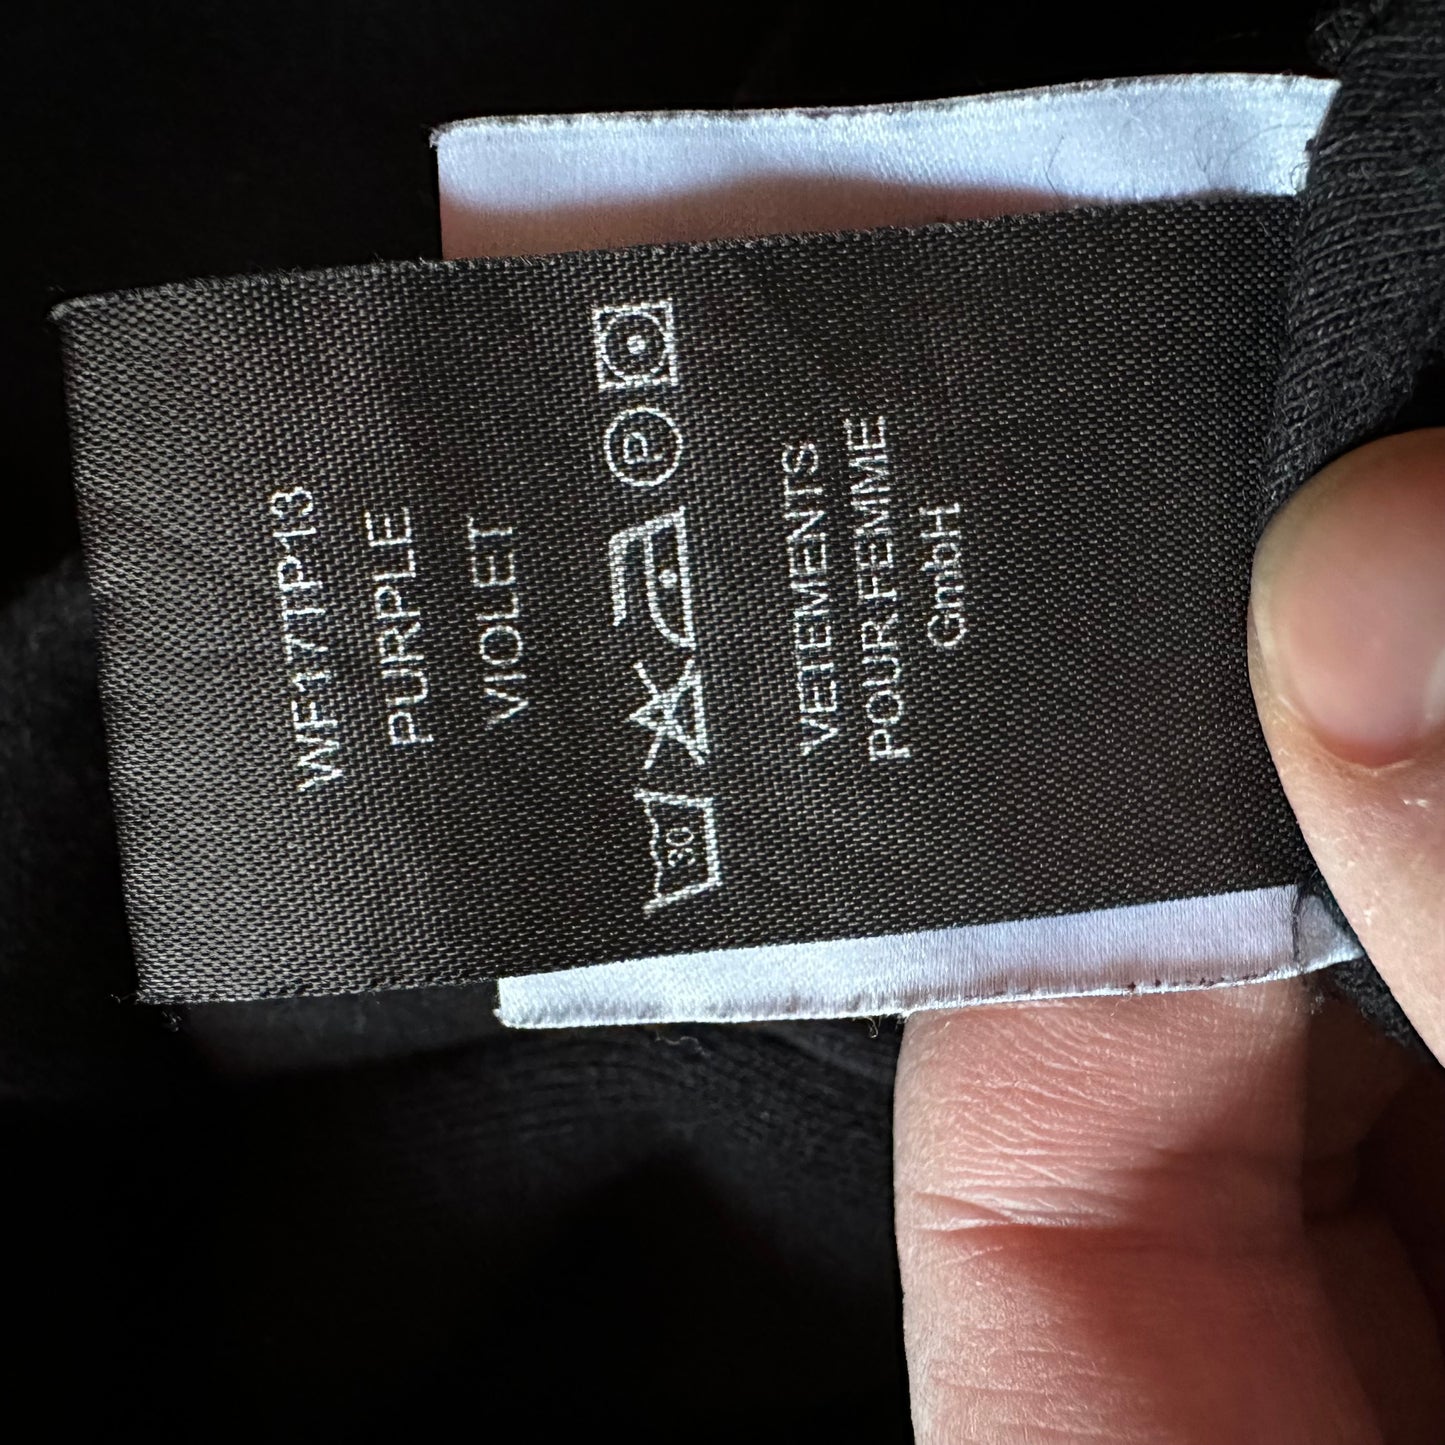 WF17TP13
PURPLE
VIOLET
30 P
VETEMENTS
POUR FEMME
GmbH